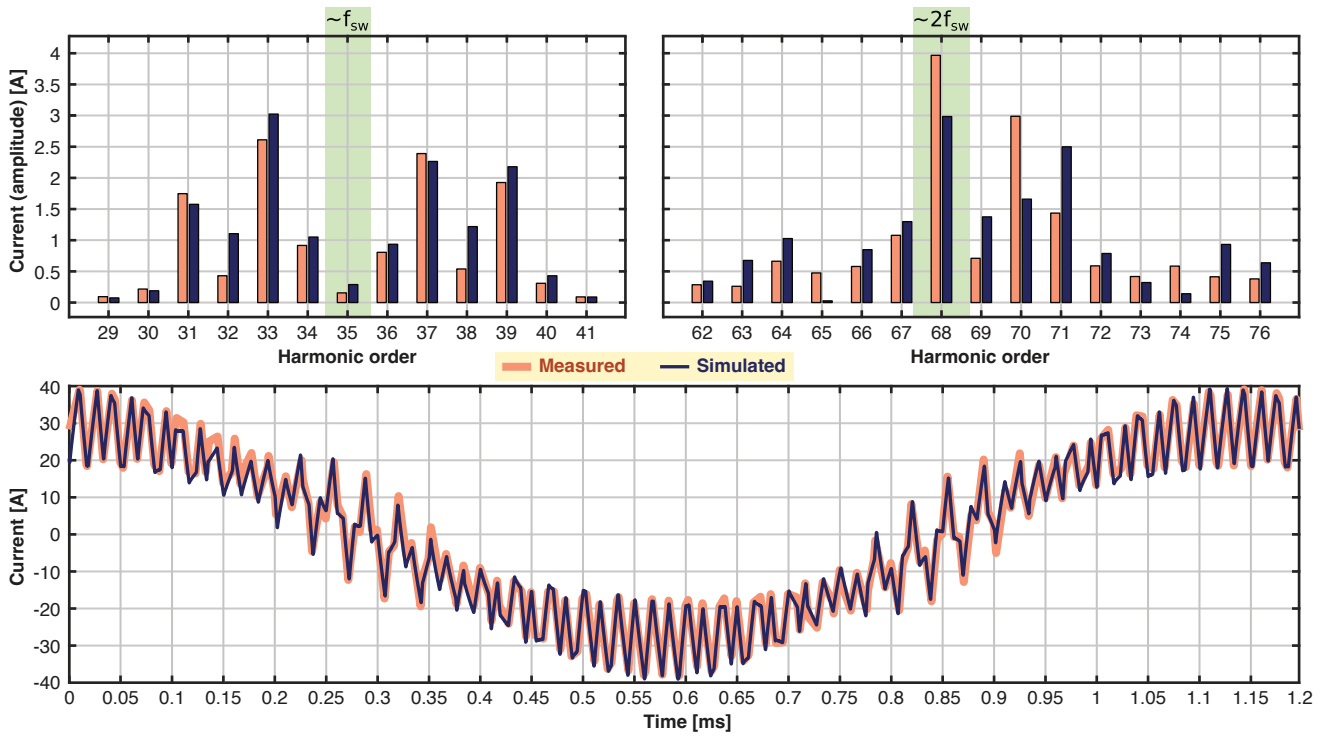 ~f_sw ~2f_sw
Current (amplitude) [A]
4
3.5
3
2.5
2
1.5
1
0.5
0
29 30 31 32 33 34 35 36 37 38 39 40 41
62 63 64 65 66 67 68 69 70 71 72 73 74 75 76
Harmonic order Harmonic order
Measured Simulated
Current [A]
40
30
20
10
0
-10
-20
-30
-40
0 0.05 0.1 0.15 0.2 0.25 0.3 0.35 0.4 0.45 0.5 0.55 0.6 0.65 0.7 0.75 0.8 0.85 0.9 0.95 1 1.05 1.1 1.15 1.2
Time [ms]